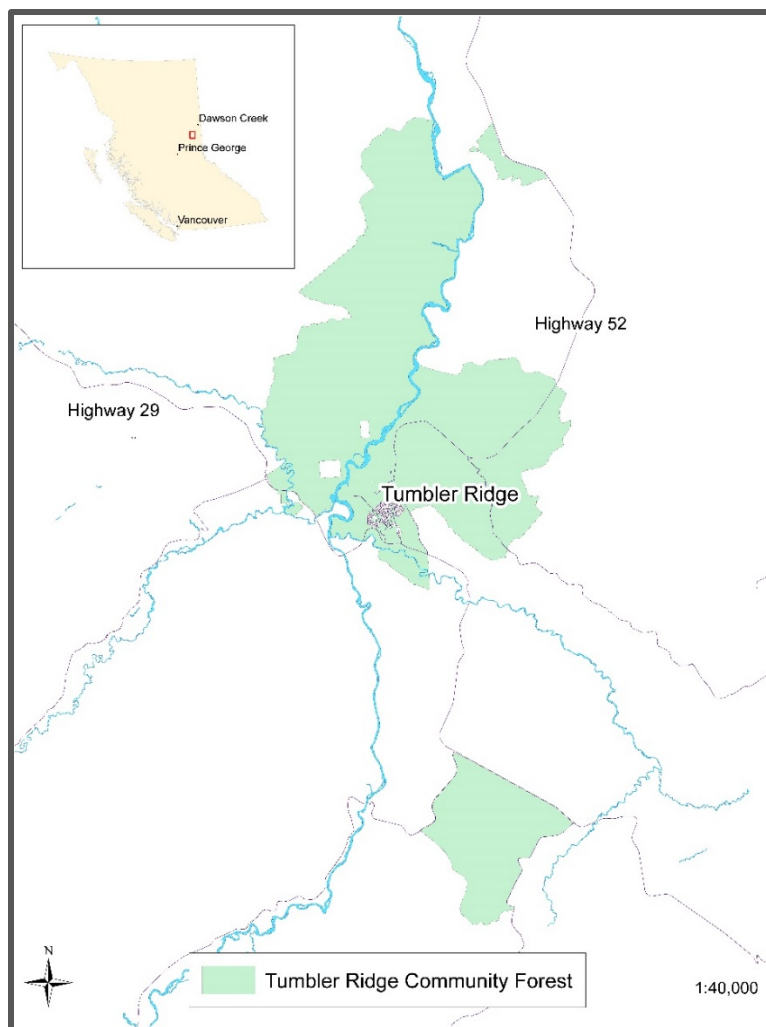 Dawson Creek
Prince George
Vancouver
Highway 52
Highway 29
Tumbler Ridge
N
Tumbler Ridge Community Forest
1:40,000